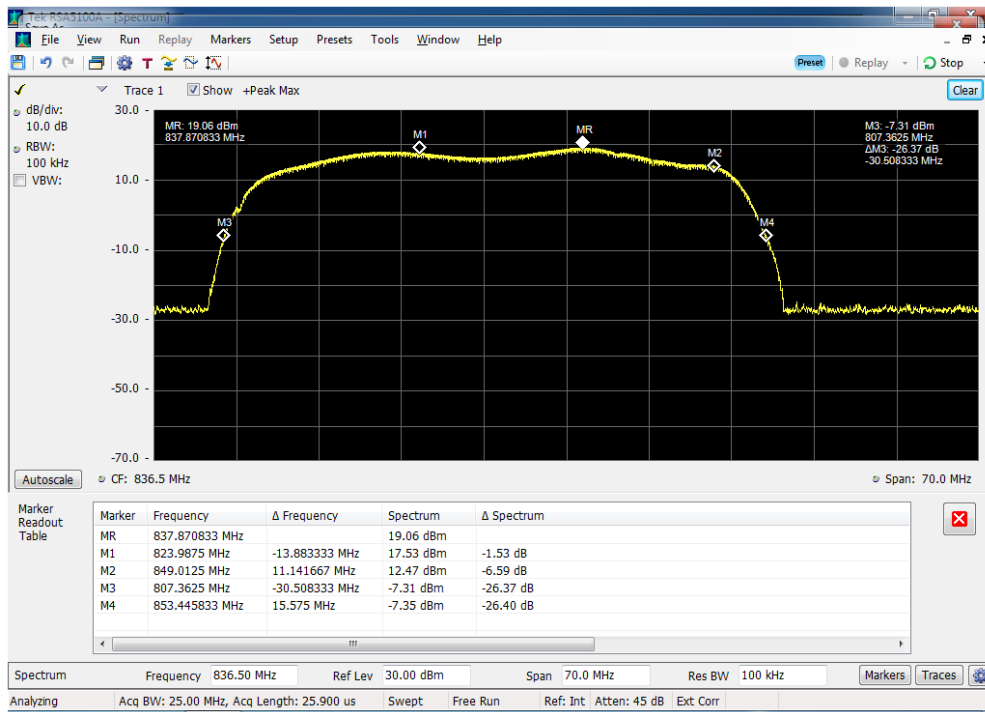 Tek RSA5100A - [Spectrum]
Save As
File View Run Replay Markers Setup Presets Tools Window Help
T Preset Replay Stop
Trace 1 Show +Peak Max Clear
dB/div:
10.0 dB
RBW:
100 kHz
VBW:
30.0
10.0
-10.0
-30.0
-50.0
-70.0
MR: 19.06 dBm
837.870833 MHz
M1
MR
M2
M3
M4
M3: -7.31 dBm
807.3625 MHz
ΔM3: -26.37 dB
-30.508333 MHz
Autoscale CF: 836.5 MHz Span: 70.0 MHz
Marker
Readout
Table
Marker Frequency Δ Frequency Spectrum Δ Spectrum
MR 837.870833 MHz 19.06 dBm
M1 823.9875 MHz -13.883333 MHz 17.53 dBm -1.53 dB
M2 849.0125 MHz 11.141667 MHz 12.47 dBm -6.59 dB
M3 807.3625 MHz -30.508333 MHz -7.31 dBm -26.37 dB
M4 853.445833 MHz 15.575 MHz -7.35 dBm -26.40 dB
Spectrum Frequency 836.50 MHz Ref Lev 30.00 dBm Span 70.0 MHz Res BW 100 kHz Markers Traces
Analyzing Acq BW: 25.00 MHz, Acq Length: 25.900 us Swept Free Run Ref: Int Atten: 45 dB Ext Corr